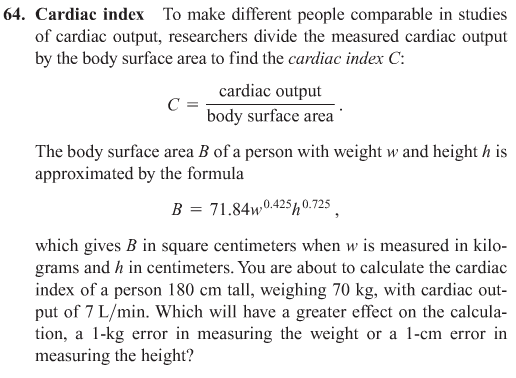 64. Cardiac index To make different people comparable in studies
of cardiac output, researchers divide the measured cardiac output
by the body surface area to find the cardiac index C:
C = cardiac output / body surface area .
The body surface area B of a person with weight w and height h is
approximated by the formula
B = 71.84w^0.425h^0.725 ,
which gives B in square centimeters when w is measured in kilo-
grams and h in centimeters. You are about to calculate the cardiac
index of a person 180 cm tall, weighing 70 kg, with cardiac out-
put of 7 L/min. Which will have a greater effect on the calcula-
tion, a 1-kg error in measuring the weight or a 1-cm error in
measuring the height?